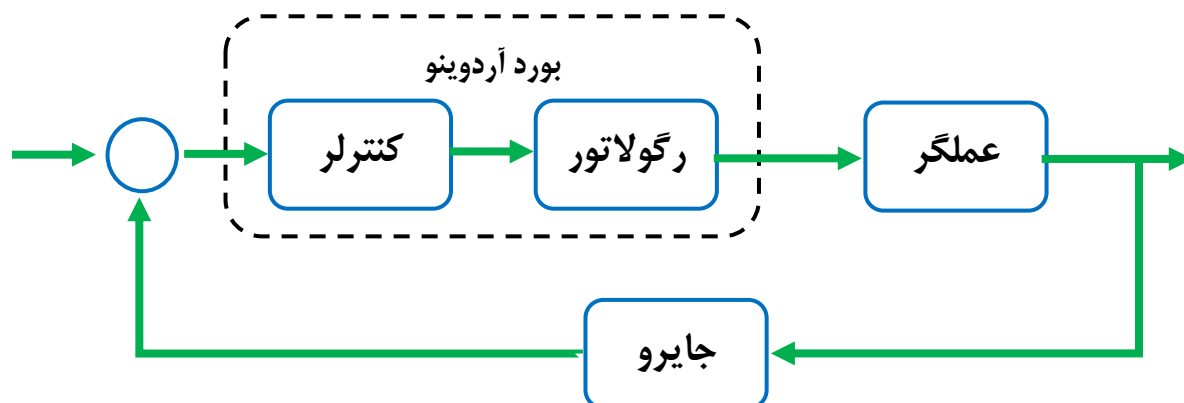 بورد آردوینو
کنترلر
رگولاتور
عملگر
جایرو